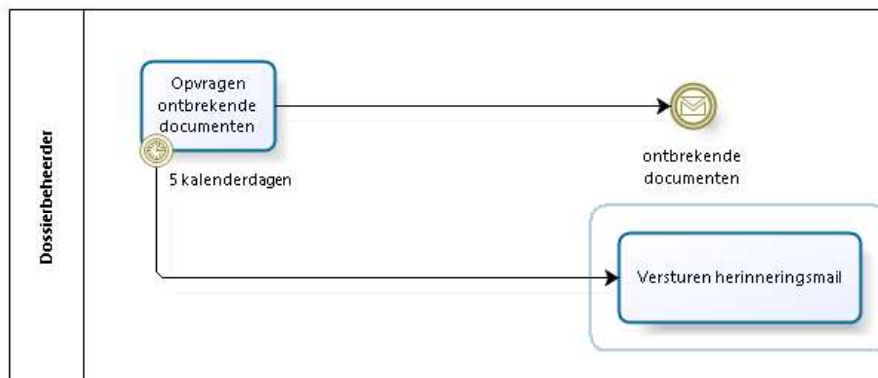 Dossierbeheerder
Opvragen
ontbrekende
documenten
5 kalenderdagen
ontbrekende
documenten
Versturen herinneringsmail